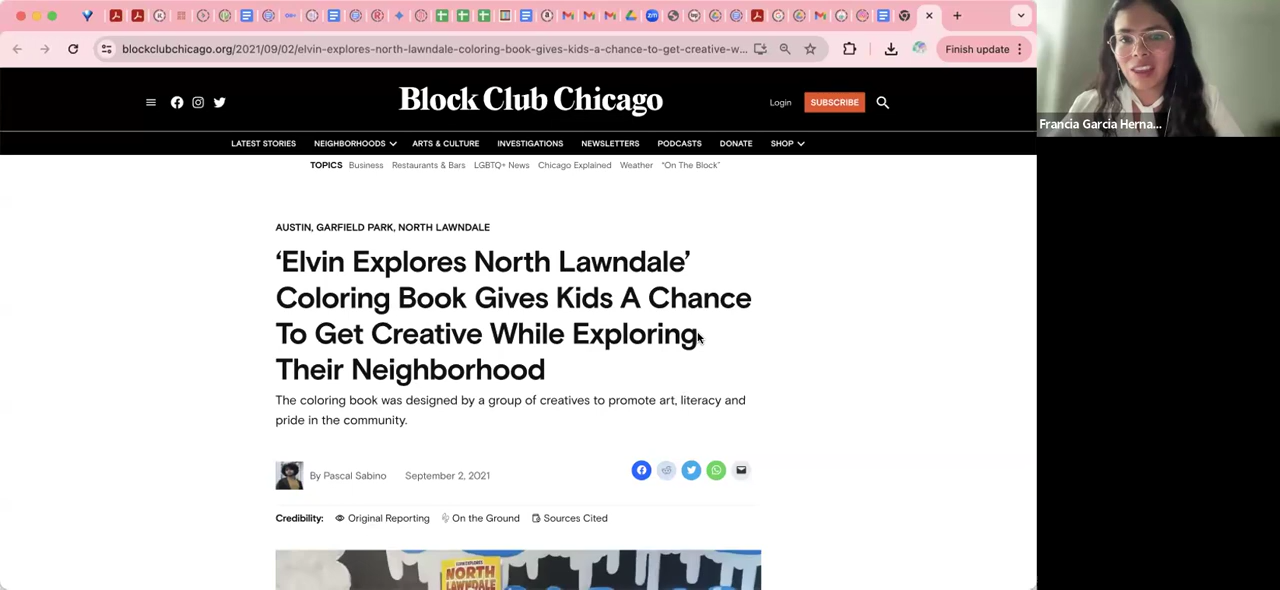 blockclubchicago.org/2021/09/02/elvin-explores-north-lawndale-coloring-book-gives-kids-a-chance-to-get-creative-w...
Finish update
Francia Garcia Herna...
Block Club Chicago
Login
SUBSCRIBE
LATEST STORIES NEIGHBORHOODS ARTS & CULTURE INVESTIGATIONS NEWSLETTERS PODCASTS DONATE SHOP
TOPICS Business Restaurants & Bars LGBTQ+ News Chicago Explained Weather "On The Block"
AUSTIN, GARFIELD PARK, NORTH LAWNDALE
‘Elvin Explores North Lawndale’
Coloring Book Gives Kids A Chance
To Get Creative While Exploring
Their Neighborhood
The coloring book was designed by a group of creatives to promote art, literacy and
pride in the community.
By Pascal Sabino September 2, 2021
Credibility: Original Reporting On the Ground Sources Cited
NORTH
LAWNDALE